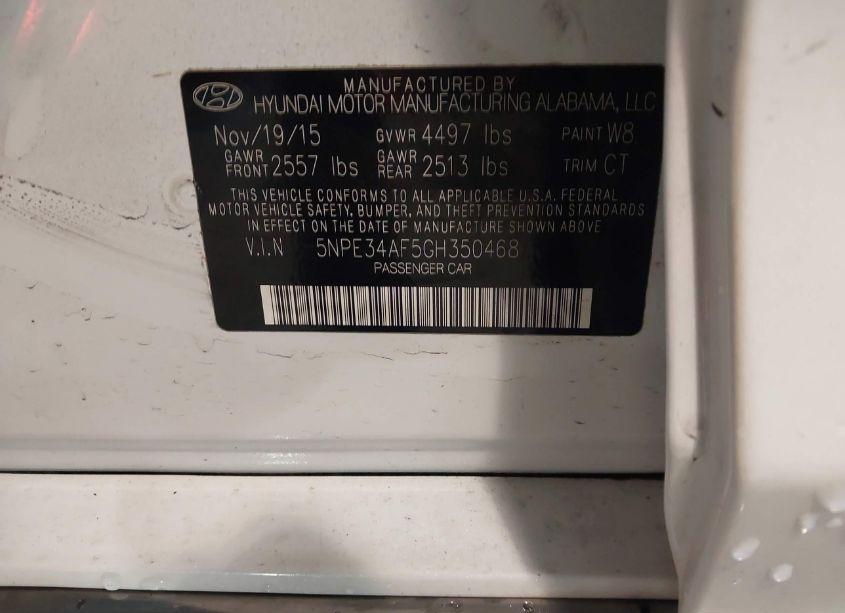 MANUFACTURED BY
HYUNDAI MOTOR MANUFACTURING ALABAMA, LLC
Nov/19/15 GVWR 4497 lbs PAINT W8
GAWR FRONT 2557 lbs GAWR REAR 2513 lbs TRIM CT
THIS VEHICLE CONFORMS TO ALL APPLICABLE U.S.A. FEDERAL
MOTOR VEHICLE SAFETY, BUMPER, AND THEFT PREVENTION STANDARDS
IN EFFECT ON THE DATE OF MANUFACTURE SHOWN ABOVE
V.I.N 5NPE34AF5GH350468
PASSENGER CAR